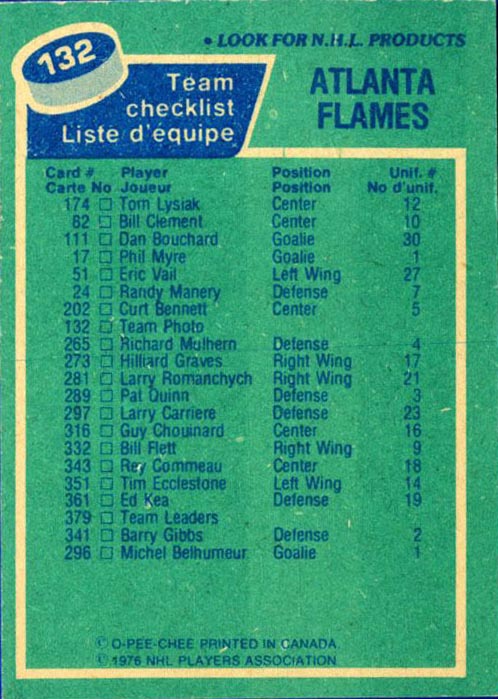 132
• LOOK FOR N.H.L. PRODUCTS
Team
checklist
Liste d'équipe
ATLANTA
FLAMES
Card # Player Position Unif. #
Carte No Joueur Position No d'unif.
174 □ Tom Lysiak Center 12
62 □ Bill Clement Center 10
111 □ Dan Bouchard Goalie 30
17 □ Phil Myre Goalie 1
51 □ Eric Vail Left Wing 27
24 □ Randy Manery Defense 7
202 □ Curt Bennett Center 5
132 □ Team Photo
265 □ Richard Mulhern Defense 4
273 □ Hilliard Graves Right Wing 17
281 □ Larry Romanchych Right Wing 21
289 □ Pat Quinn Defense 3
297 □ Larry Carriere Defense 23
316 □ Guy Chouinard Center 16
332 □ Bill Flett Right Wing 9
343 □ Rey Commeau Center 18
351 □ Tim Ecclestone Left Wing 14
361 □ Ed Kea Defense 19
379 □ Team Leaders
341 □ Barry Gibbs Defense 2
296 □ Michel Belhumeur Goalie 1
© O-PEE-CHEE PRINTED IN CANADA
© 1976 NHL PLAYERS ASSOCIATION